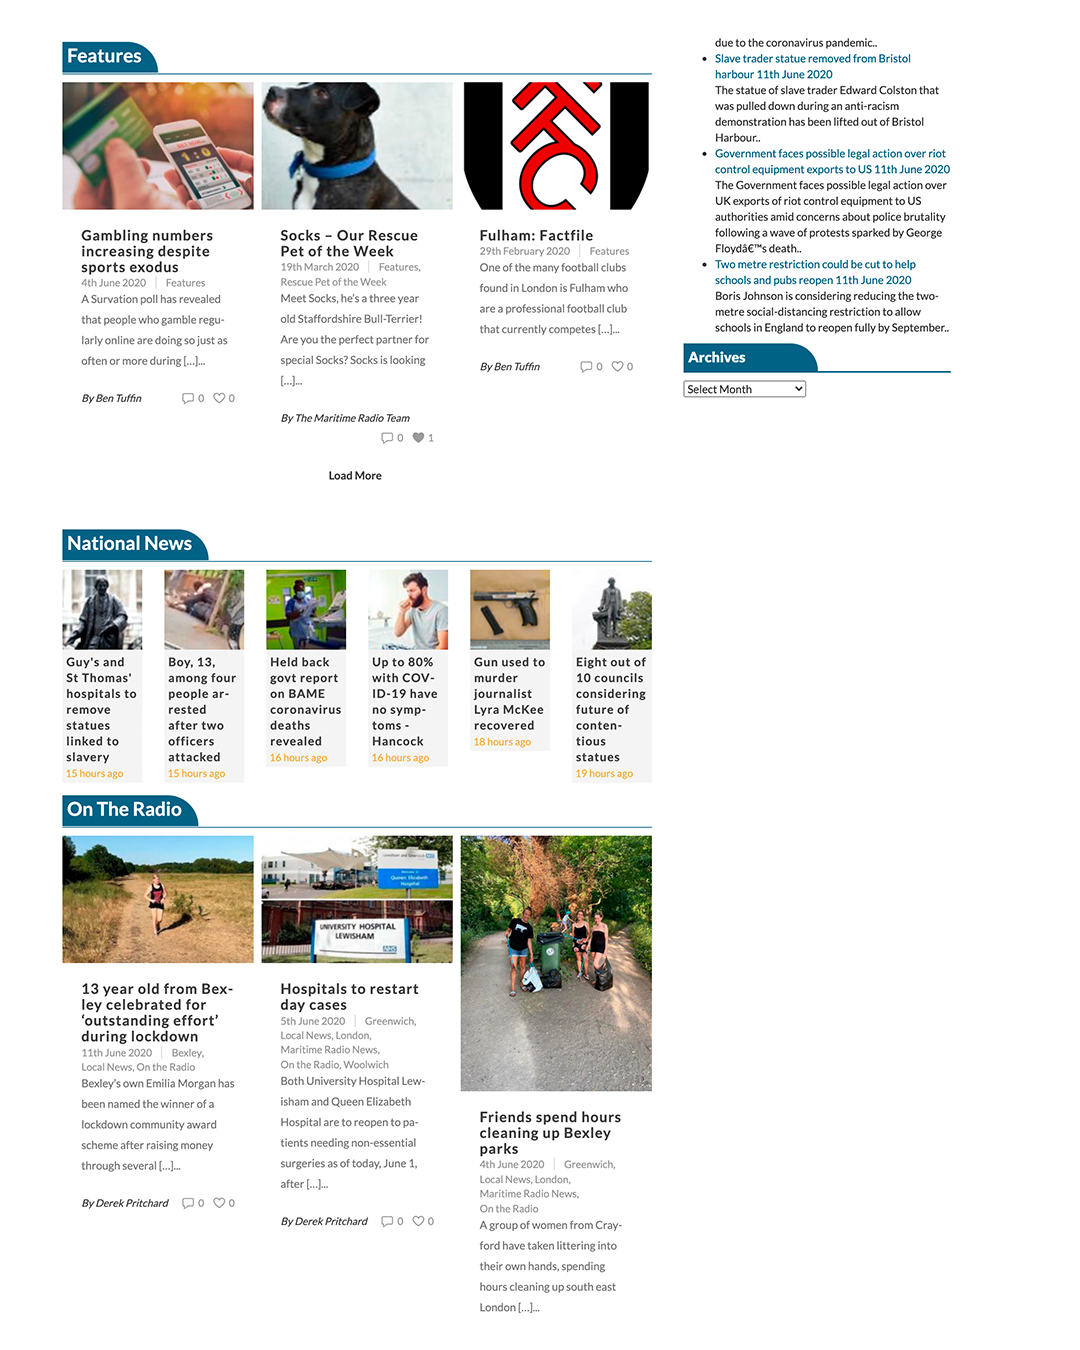 Features
Gambling numbers
increasing despite
sports exodus
4th June 2020 | Features
A Survation poll has revealed
that people who gamble regu-
larly online are doing so just as
often or more during [...]...
By Ben Tuffin 0 0
Socks – Our Rescue
Pet of the Week
19th March 2020 | Features,
Rescue Pet of the Week
Meet Socks, he's a three year
old Staffordshire Bull-Terrier!
Are you the perfect partner for
special Socks? Socks is looking
[...]...
By The Maritime Radio Team
0 1
Fulham: Factfile
29th February 2020 | Features
One of the many football clubs
found in London is Fulham who
are a professional football club
that currently competes [...]...
By Ben Tuffin 0 0
Load More
due to the coronavirus pandemic..
• Slave trader statue removed from Bristol
harbour 11th June 2020
The statue of slave trader Edward Colston that
was pulled down during an anti-racism
demonstration has been lifted out of Bristol
Harbour..
• Government faces possible legal action over riot
control equipment exports to US 11th June 2020
The Government faces possible legal action over
UK exports of riot control equipment to US
authorities amid concerns about police brutality
following a wave of protests sparked by George
Floydâ€™s death..
• Two metre restriction could be cut to help
schools and pubs reopen 11th June 2020
Boris Johnson is considering reducing the two-
metre social-distancing restriction to allow
schools in England to reopen fully by September..
Archives
Select Month
National News
Guy's and
St Thomas'
hospitals to
remove
statues
linked to
slavery
15 hours ago
Boy, 13,
among four
people ar-
rested
after two
officers
attacked
15 hours ago
Held back
govt report
on BAME
coronavirus
deaths
revealed
16 hours ago
Up to 80%
with COV-
ID-19 have
no symp-
toms -
Hancock
16 hours ago
Gun used to
murder
journalist
Lyra McKee
recovered
18 hours ago
Eight out of
10 councils
considering
future of
conten-
tious
statues
19 hours ago
On The Radio
13 year old from Bex-
ley celebrated for
‘outstanding effort’
during lockdown
11th June 2020 | Bexley,
Local News, On the Radio
Bexley's own Emilia Morgan has
been named the winner of a
lockdown community award
scheme after raising money
through several [...]...
By Derek Pritchard 0 0
Queen Elizabeth
Hospital
UNIVERSITY HOSPITAL
LEWISHAM
NHS
Hospitals to restart
day cases
5th June 2020 | Greenwich,
Local News, London,
Maritime Radio News,
On the Radio, Woolwich
Both University Hospital Lew-
isham and Queen Elizabeth
Hospital are to reopen to pa-
tients needing non-essential
surgeries as of today, June 1,
after [...]...
By Derek Pritchard 0 0
Friends spend hours
cleaning up Bexley
parks
4th June 2020 | Greenwich,
Local News, London,
Maritime Radio News,
On the Radio
A group of women from Cray-
ford have taken littering into
their own hands, spending
hours cleaning up south east
London [...]...